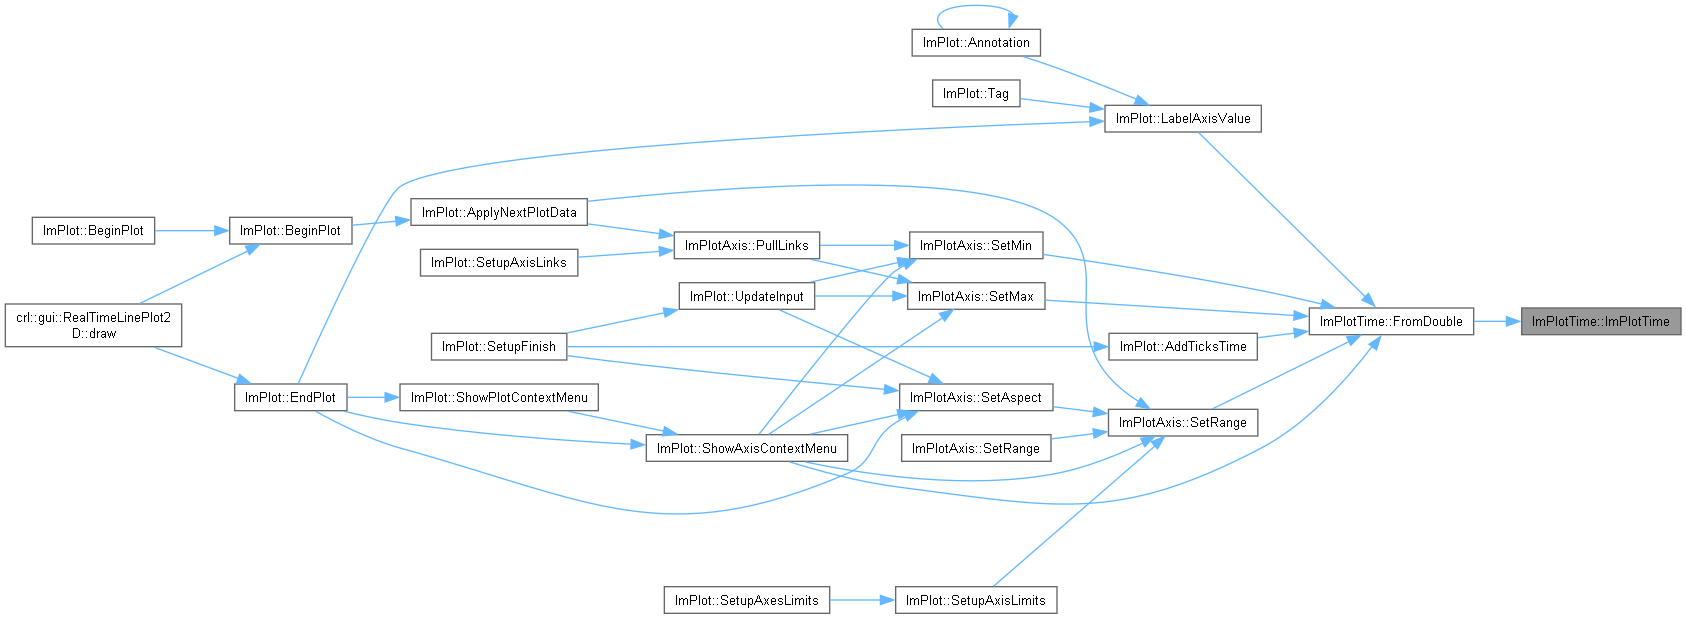 ImPlot::Annotation
ImPlot::Tag
ImPlot::LabelAxisValue
ImPlot::ApplyNextPlotData
ImPlot::BeginPlot
ImPlot::BeginPlot
ImPlotAxis::PullLinks
ImPlotAxis::SetMin
ImPlot::SetupAxisLinks
ImPlot::UpdateInput
ImPlotAxis::SetMax
crl::gui::RealTimeLinePlot2
D::draw
ImPlotTime::FromDouble
ImPlotTime::ImPlotTime
ImPlot::SetupFinish
ImPlot::AddTicksTime
ImPlot::EndPlot
ImPlot::ShowPlotContextMenu
ImPlotAxis::SetAspect
ImPlotAxis::SetRange
ImPlot::ShowAxisContextMenu
ImPlotAxis::SetRange
ImPlot::SetupAxesLimits
ImPlot::SetupAxisLimits